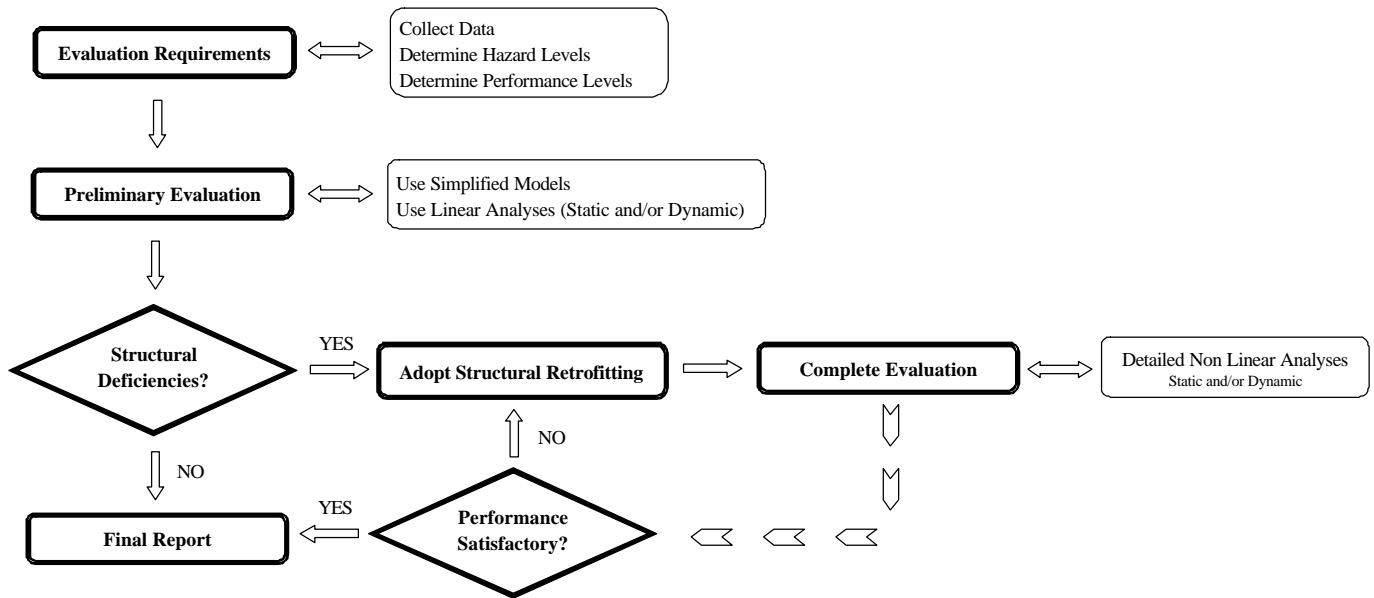 Evaluation Requirements
Collect Data
Determine Hazard Levels
Determine Performance Levels
Preliminary Evaluation
Use Simplified Models
Use Linear Analyses (Static and/or Dynamic)
Structural
Deficiencies?
YES
Adopt Structural Retrofitting
Complete Evaluation
Detailed Non Linear Analyses
Static and/or Dynamic
NO
NO
Final Report
YES
Performance
Satisfactory?